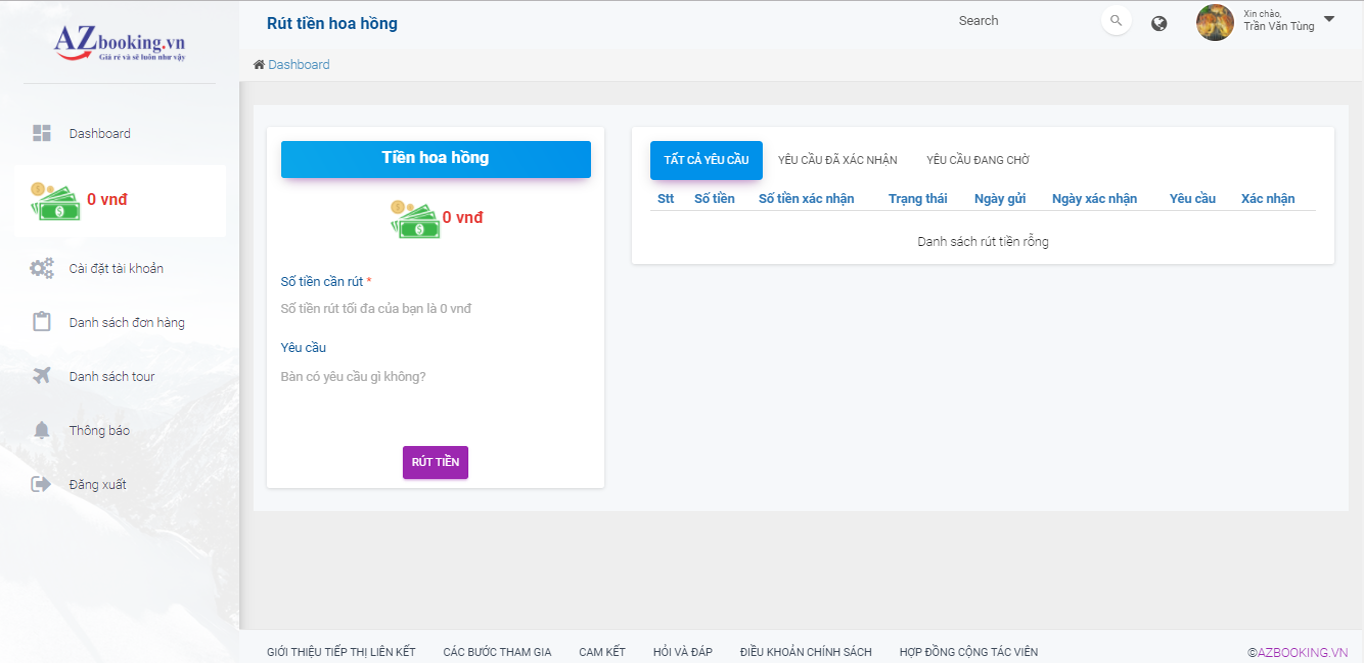 AZbooking.vn
Giá rẻ và sẽ luôn như vậy
Rút tiền hoa hồng
Search
Xin chào,
Trần Văn Tùng
Dashboard
Dashboard
0 vnđ
Cài đặt tài khoản
Danh sách đơn hàng
Danh sách tour
Thông báo
Đăng xuất
Tiền hoa hồng
0 vnđ
Số tiền cần rút *
Số tiền rút tối đa của bạn là 0 vnđ
Yêu cầu
Bàn có yêu cầu gì không?
RÚT TIỀN
TẤT CẢ YÊU CẦU YÊU CẦU ĐÃ XÁC NHẬN YÊU CẦU ĐANG CHỜ
Stt Số tiền Số tiền xác nhận Trạng thái Ngày gửi Ngày xác nhận Yêu cầu Xác nhận
Danh sách rút tiền rỗng
GIỚI THIỆU TIẾP THỊ LIÊN KẾT CÁC BƯỚC THAM GIA CAM KẾT HỎI VÀ ĐÁP ĐIỀU KHOẢN CHÍNH SÁCH HỢP ĐỒNG CỘNG TÁC VIÊN ©AZBOOKING.VN